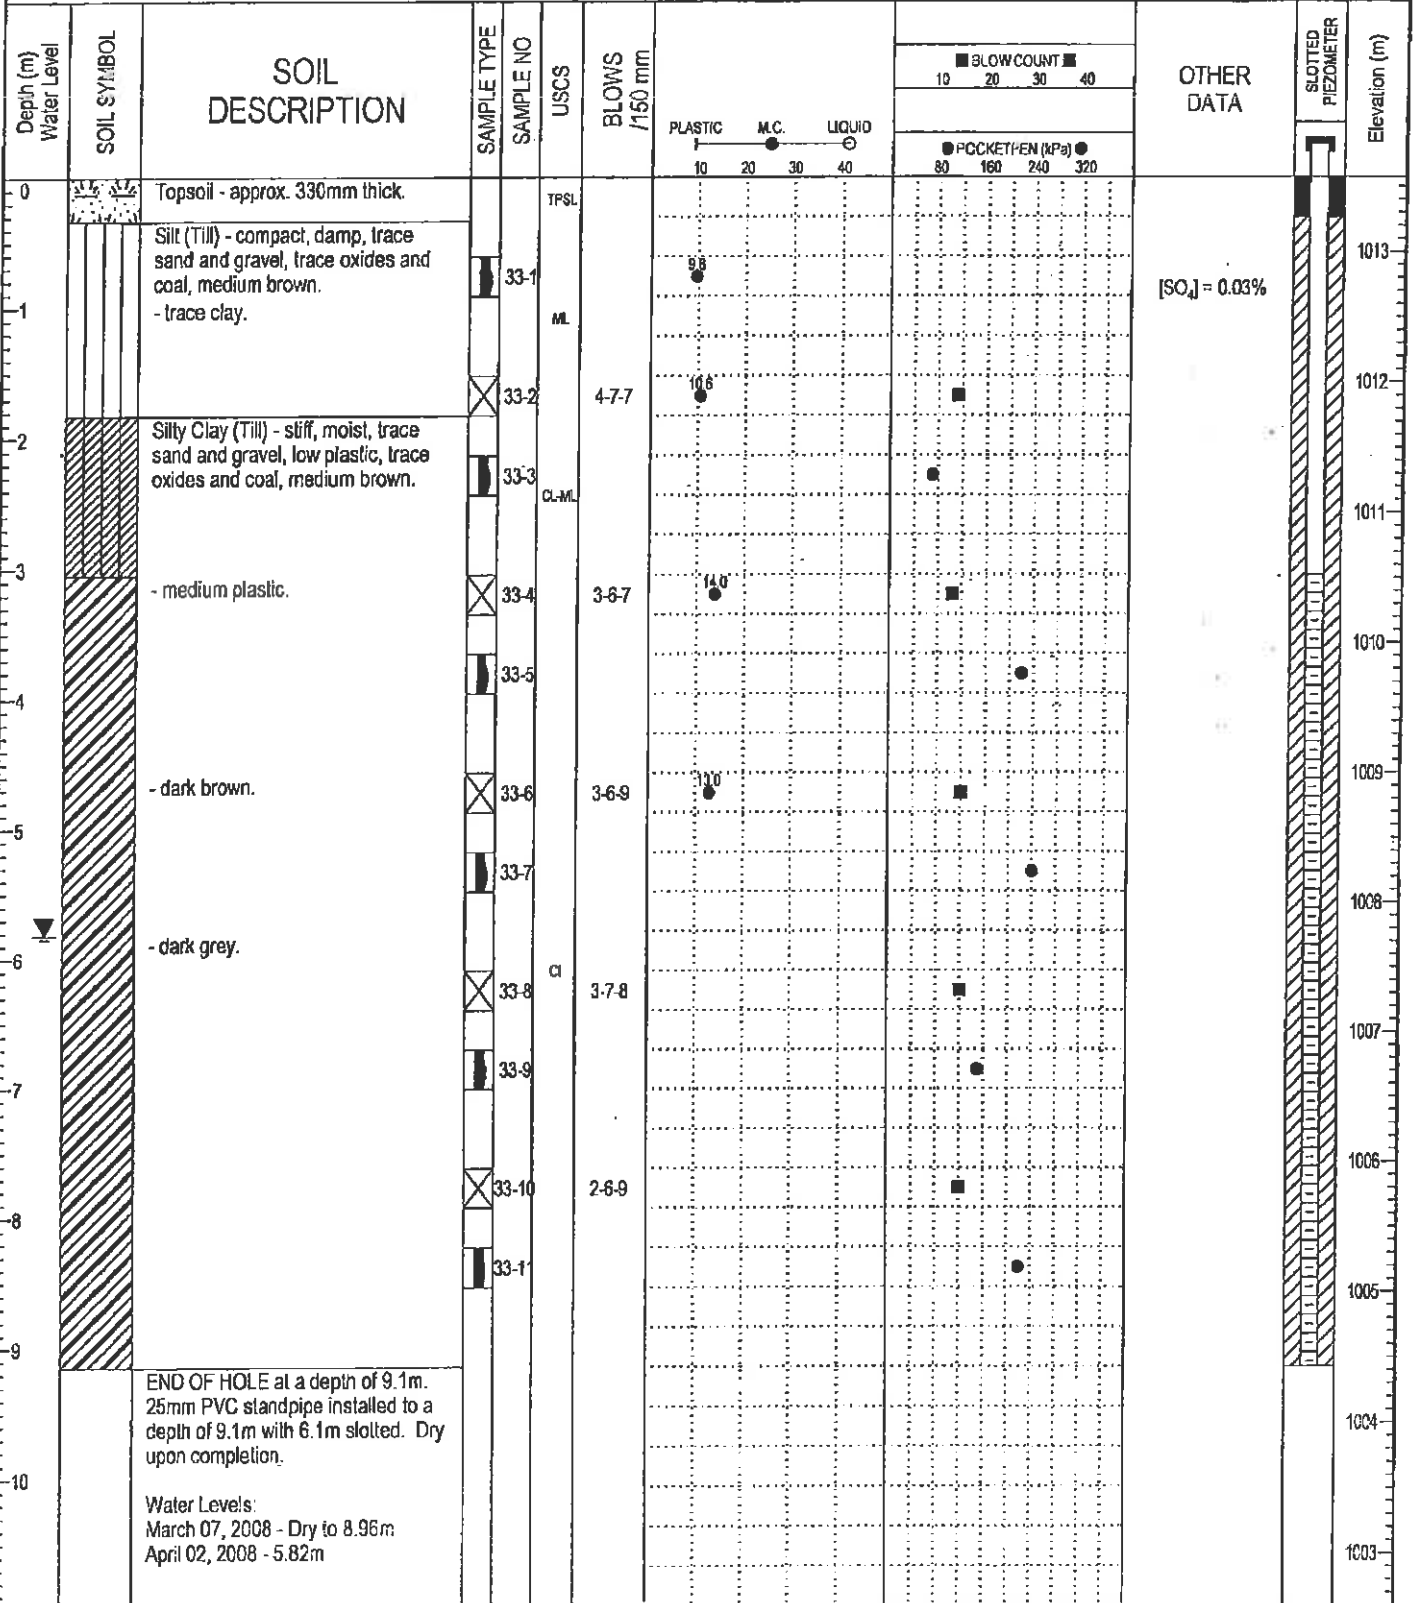 Depth (m)
Water Level
SOIL SYMBOL
SOIL
DESCRIPTION
SAMPLE TYPE
SAMPLE NO
USCS
BLOWS
/150 mm
PLASTIC M.C. LIQUID
10 20 30 40
■ BLOW COUNT ■
10 20 30 40
● POCKET PEN (kPa) ●
80 160 240 320
OTHER
DATA
SLOTTED
PIEZOMETER
Elevation (m)
0
Topsoil - approx. 330mm thick.
TPSL
Silt (Till) - compact, damp, trace
sand and gravel, trace oxides and
coal, medium brown.
- trace clay.
33-1
9.8
[SO₄] = 0.03%
1013
1
ML
33-2
4-7-7
10.6
1012
2
Silty Clay (Till) - stiff, moist, trace
sand and gravel, low plastic, trace
oxides and coal, medium brown.
33-3
CL-ML
1011
3
- medium plastic.
33-4
3-6-7
14.0
1010
33-5
4
- dark brown.
33-6
3-6-9
13.0
1009
5
33-7
1008
- dark grey.
6
CI
33-8
3-7-8
1007
33-9
7
1006
33-10
2-6-9
8
33-11
1005
9
END OF HOLE at a depth of 9.1m.
25mm PVC standpipe installed to a
depth of 9.1m with 6.1m slotted. Dry
upon completion.
1004
10
Water Levels:
March 07, 2008 - Dry to 8.96m
April 02, 2008 - 5.82m
1003